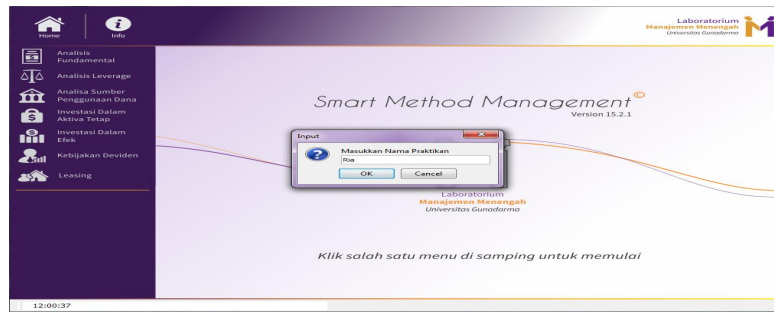 Home
Info
Laboratorium
Manajemen Menengah
Universitas Gunadarma
Analisis
Fundamental
Analisis Leverage
Analisa Sumber
Penggunaan Dana
Investasi Dalam
Aktiva Tetap
Investasi Dalam
Efek
Kebijakan Deviden
Leasing
Smart Method Management©
Version 15.2.1
Input
Masukkan Nama Praktikan
Ria
OK
Cancel
Laboratorium
Manajemen Menengah
Universitas Gunadarma
Klik salah satu menu di samping untuk memulai
12:00:37